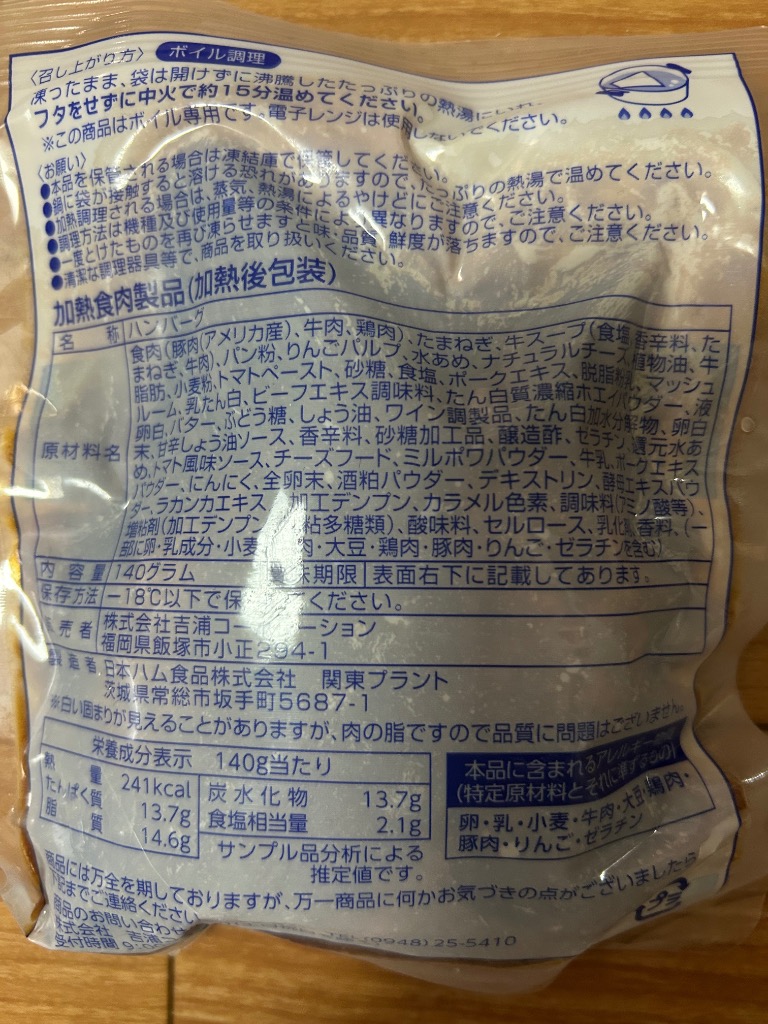 〈召し上がり方〉 ボイル調理
凍ったまま、袋は開けずに沸騰したたっぷりの熱湯にいれ、
フタをせずに中火で約15分温めてください。
※この商品はボイル専用です。電子レンジは使用しないでください。
〈お願い〉
●本品を保管される場合は凍結庫で保管してください。
●鍋に袋が接触すると溶ける恐れがありますので、たっぷりの熱湯で温めてください。
●加熱調理される場合は、蒸気、熱湯によるやけどにご注意ください。
●調理方法は機種及び使用量等の条件により異なりますので、ご注意ください。
●一度とけたものを再び凍らせますと味、品質、鮮度が落ちますので、ご注意ください。
●清潔な調理器具等で、商品を取り扱いください。
加熱食肉製品(加熱後包装)
名称 ハンバーグ
原材料名
食肉(豚肉(アメリカ産)、牛肉、鶏肉)、たまねぎ、牛スープ(食塩、香辛料、た
まねぎ、牛肉)、パン粉、りんごパルプ、水あめ、ナチュラルチーズ、植物油、牛
脂肪、小麦粉、トマトペースト、砂糖、食塩、ポークエキス、脱脂粉乳、マッシュ
ルーム、乳たん白、ビーフエキス調味料、たん白質濃縮ホエイパウダー、液
卵白、バター、ぶどう糖、しょう油、ワイン調製品、たん白加水分解物、卵白
末、甘辛しょう油ソース、香辛料、砂糖加工品、醸造酢、ゼラチン、還元水あ
め、トマト風味ソース、チーズフード、ミルポワパウダー、牛乳、ポークエキス
パウダー、にんにく、全卵末、酒粕パウダー、デキストリン、酵母エキスパウ
ダー、ラカンカエキス/加工デンプン、カラメル色素、調味料(アミノ酸等)、
増粘剤(加工デンプン、増粘多糖類)、酸味料、セルロース、乳化剤、香料、(一
部に卵・乳成分・小麦・牛肉・大豆・鶏肉・豚肉・りんご・ゼラチンを含む)
内容量 140グラム 賞味期限 表面右下に記載してあります。
保存方法 −18℃以下で保存してください。
販売者 株式会社吉浦コーポレーション
福岡県飯塚市小正294-1
製造者 日本ハム食品株式会社 関東プラント
茨城県常総市坂手町5687-1
※白い固まりが見えることがありますが、肉の脂ですので品質に問題はございません。
栄養成分表示 140g当たり
熱量 241kcal 炭水化物 13.7g
たんぱく質 13.7g 食塩相当量 2.1g
脂質 14.6g
サンプル品分析による
推定値です。
本品に含まれるアレルギー物質
(特定原材料とそれに準ずるもの)
卵・乳・小麦・牛肉・大豆・鶏肉・
豚肉・りんご・ゼラチン
商品には万全を期しておりますが、万一商品に何かお気づきの点がございましたら
下記までご連絡ください
商品のお問い合わせ
株式会社 吉浦 (0948)25-5410
受付時間 9:0
プラ